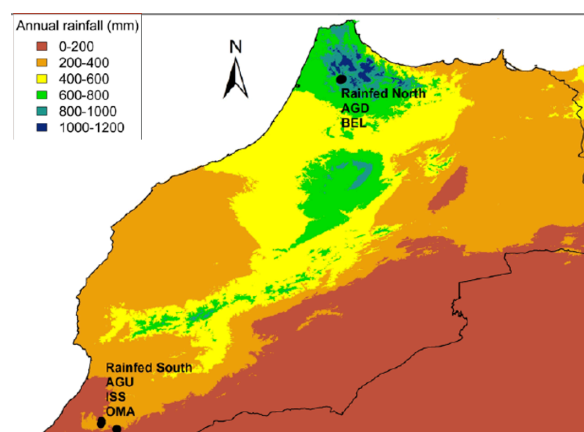 Annual rainfall (mm)
0-200
200-400
400-600
600-800
800-1000
1000-1200
N
Rainfed North
AGD
BEL
Rainfed South
AGU
ISS
OMA